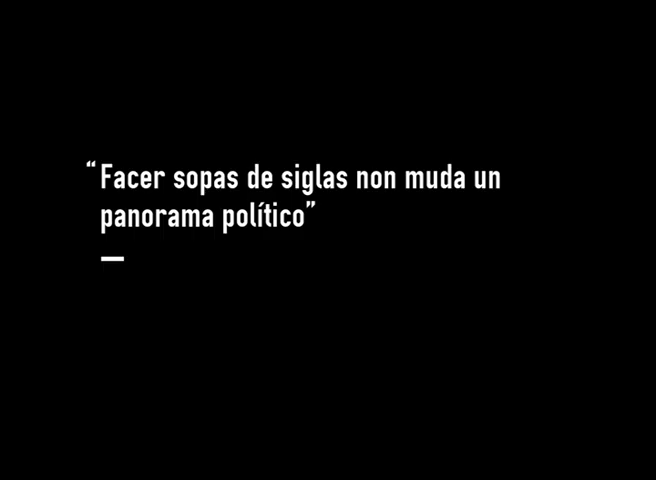 “Facer sopas de siglas non muda un
panorama político”